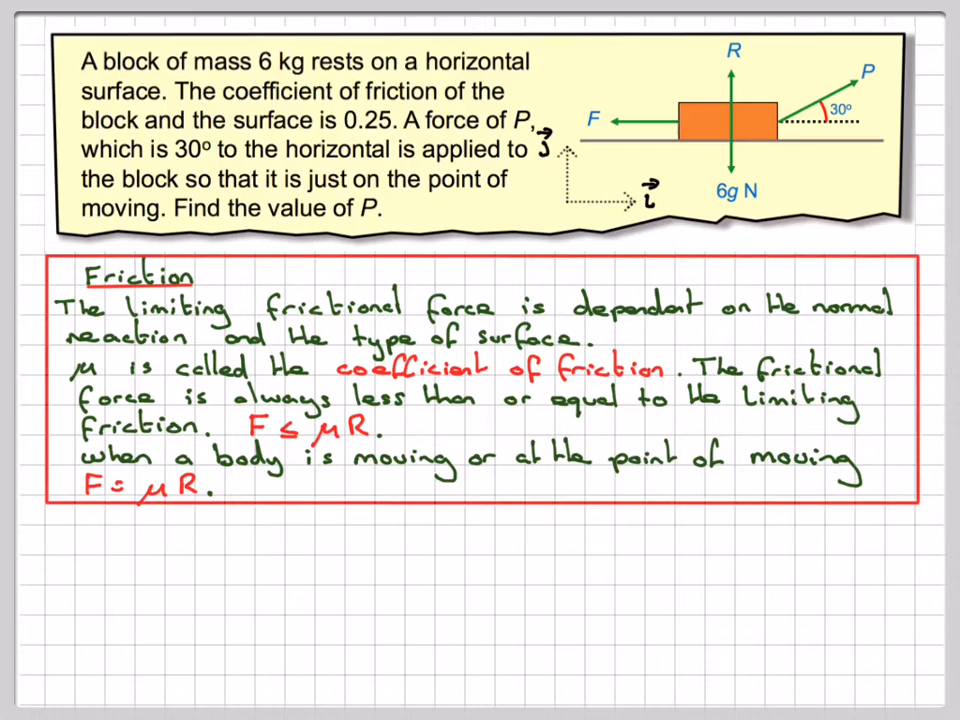 A block of mass 6 kg rests on a horizontal
surface. The coefficient of friction of the
block and the surface is 0.25. A force of P,
which is 30º to the horizontal is applied to
the block so that it is just on the point of
moving. Find the value of P.
R
P
30º
F
6g N
j
i
Friction
The limiting frictional force is dependent on the normal
reaction and the type of surface.
μ is called the coefficient of friction. The frictional
force is always less than or equal to the limiting
friction. F ≤ μR.
when a body is moving or at the point of moving
F = μR.